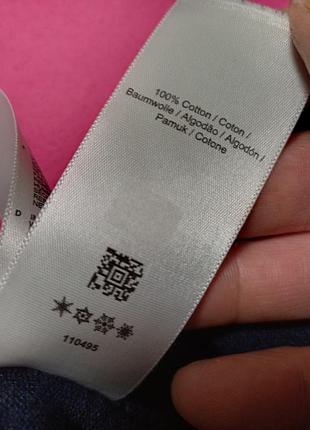 100% Cotton / Coton /
Baumwolle / Algodão / Algodón /
Pamuk / Cotone
110495
D